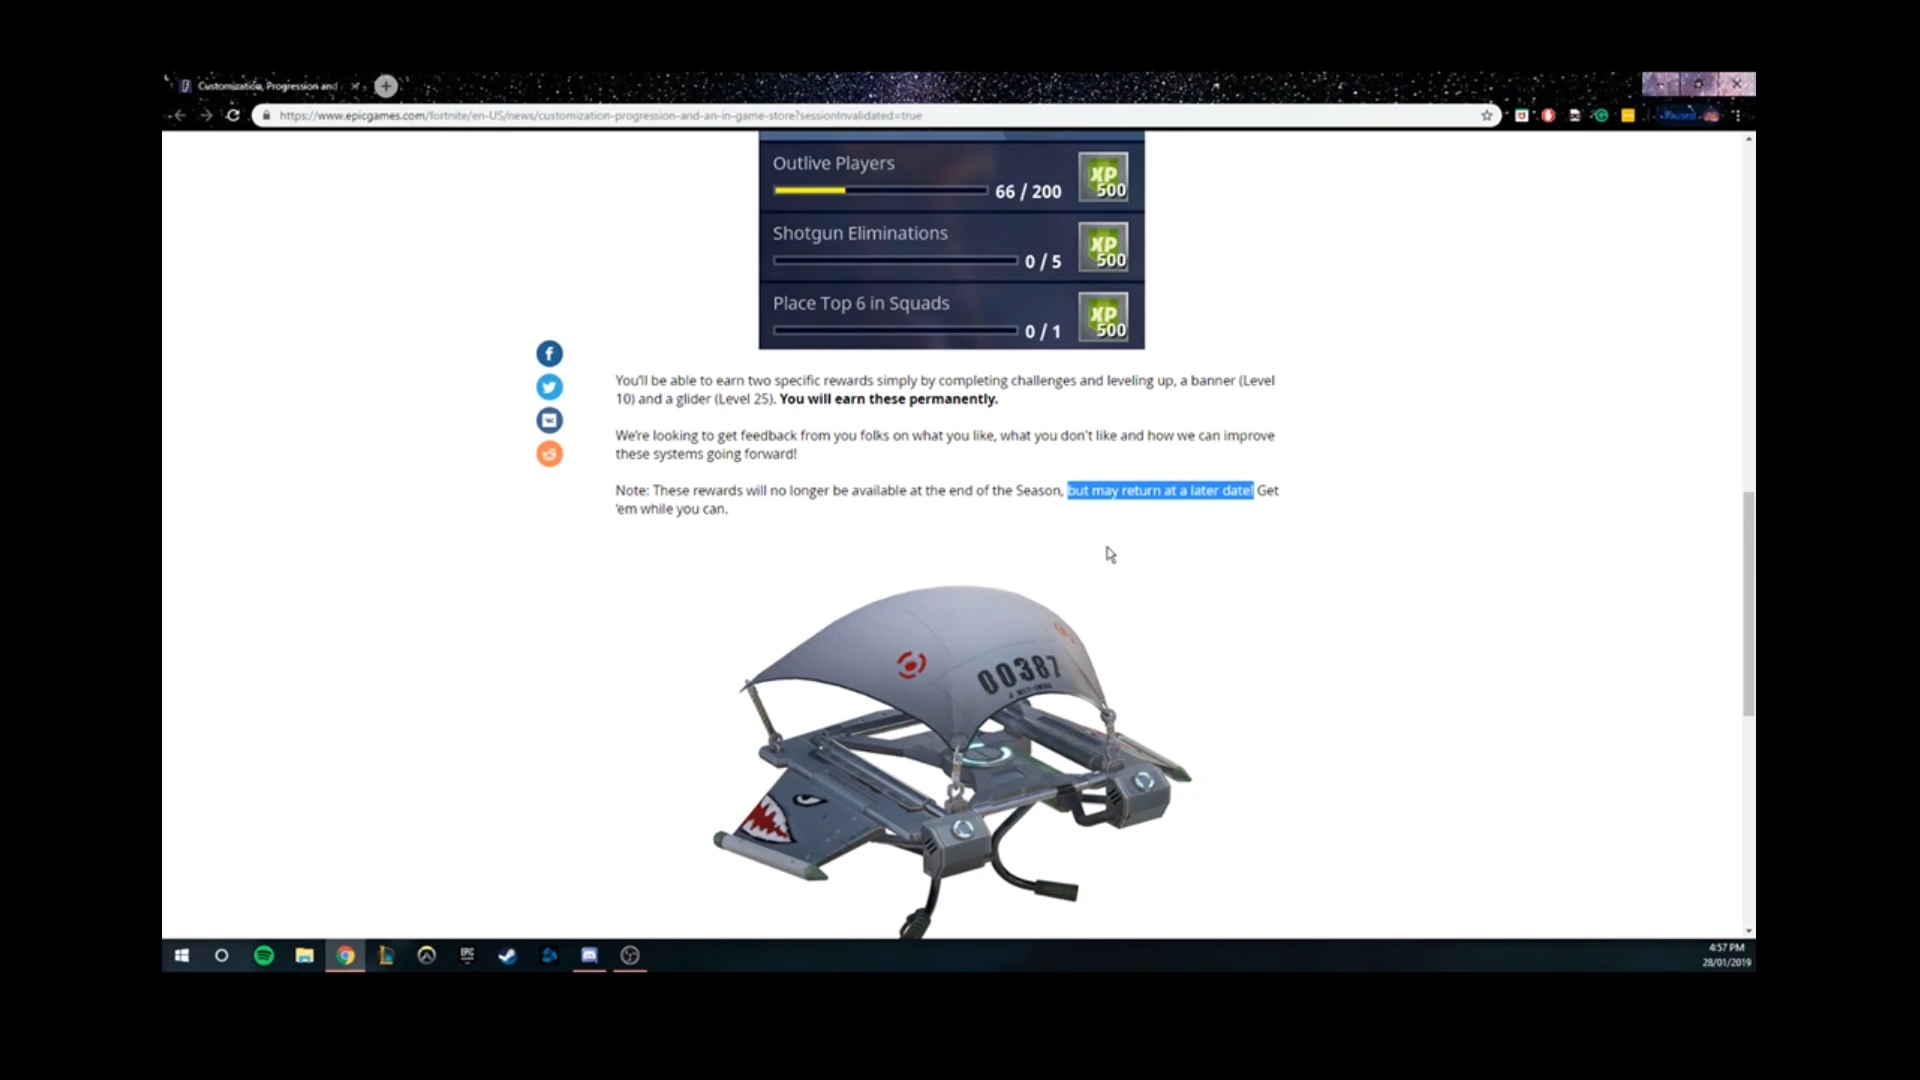 Customization, Progression and
https://www.epicgames.com/fortnite/en-US/news/customization-progression-and-an-in-game-store?sessionInvalidated=true
Paused
Outlive Players
66 / 200
XP
500
Shotgun Eliminations
0 / 5
XP
500
Place Top 6 in Squads
0 / 1
XP
500
You'll be able to earn two specific rewards simply by completing challenges and leveling up, a banner (Level
10) and a glider (Level 25). You will earn these permanently.
We're looking to get feedback from you folks on what you like, what you don't like and how we can improve
these systems going forward!
Note: These rewards will no longer be available at the end of the Season, but may return at a later date! Get
'em while you can.
00387
EPIC
4:57 PM
28/01/2019